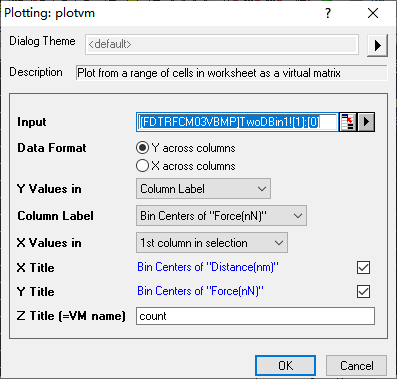 Plotting: plotvm
Dialog Theme <default>
Description Plot from a range of cells in worksheet as a virtual matrix
Input [FDTRFCM03VBMP]TwoDBin1![1]:[0]
Data Format Y across columns
X across columns
Y Values in Column Label
Column Label Bin Centers of "Force(nN)"
X Values in 1st column in selection
X Title Bin Centers of "Distance(nm)"
Y Title Bin Centers of "Force(nN)"
Z Title (=VM name) count
OK Cancel